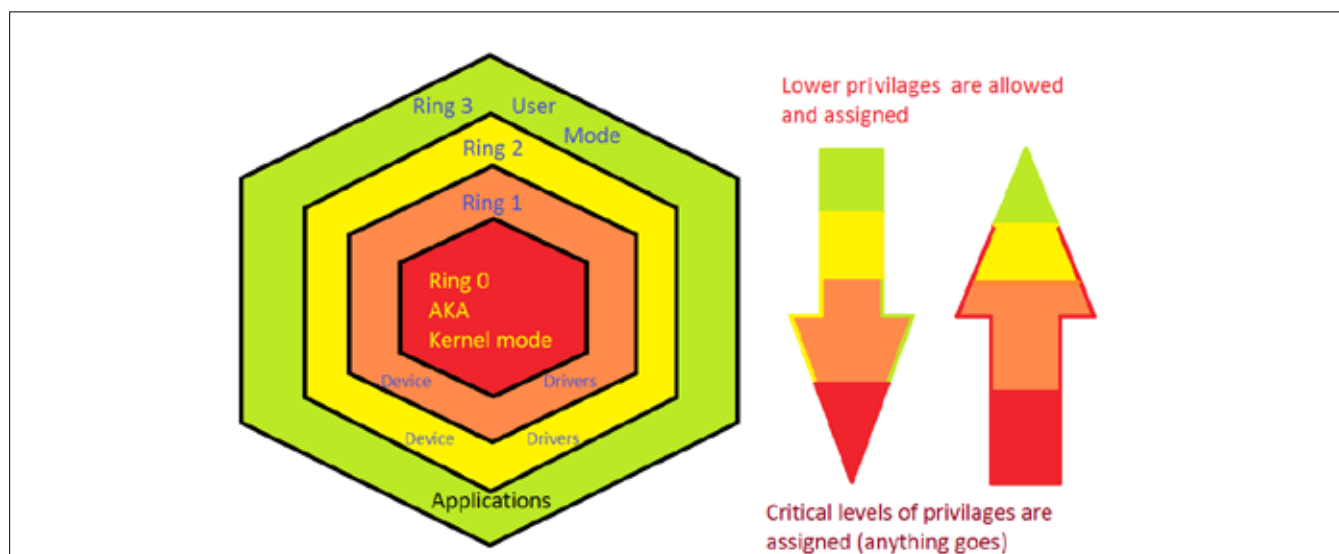 Ring 3 User
Mode
Ring 2
Ring 1
Ring 0
AKA
Kernel mode
Device Drivers
Device Drivers
Applications
Lower privilages are allowed
and assigned
Critical levels of privilages are
assigned (anything goes)